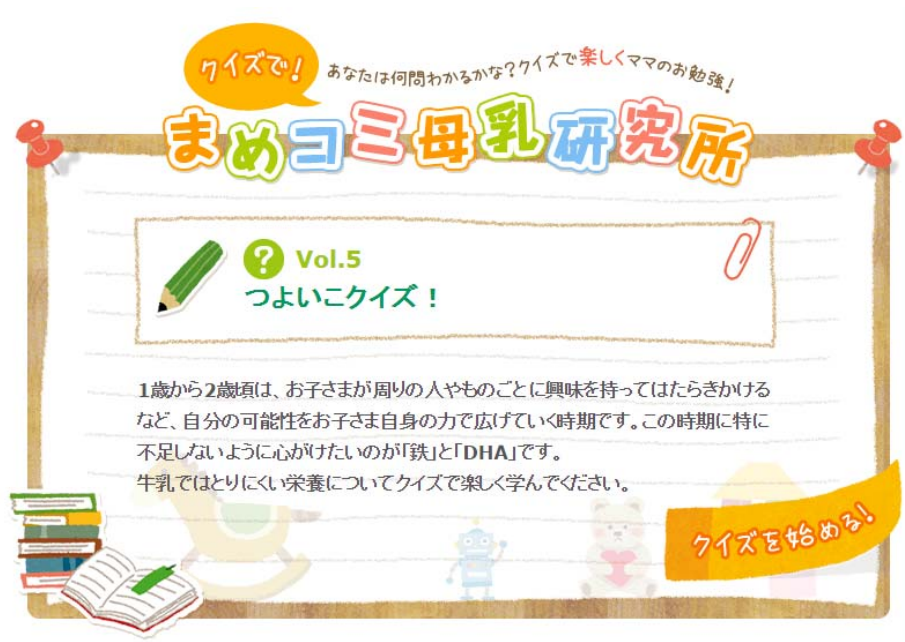 クイズで！
あなたは何問わかるかな？クイズで楽しくママのお勉強！
まめコミ母乳研究所
? Vol.5
つよいこクイズ！
1歳から2歳頃は、お子さまが周りの人やものごとに興味を持ってはたらきかける
など、自分の可能性をお子さま自身の力で広げていく時期です。この時期に特に
不足しないように心がけたいのが「鉄」と「DHA」です。
牛乳ではとりにくい栄養についてクイズで楽しく学んでください。
クイズを始める！